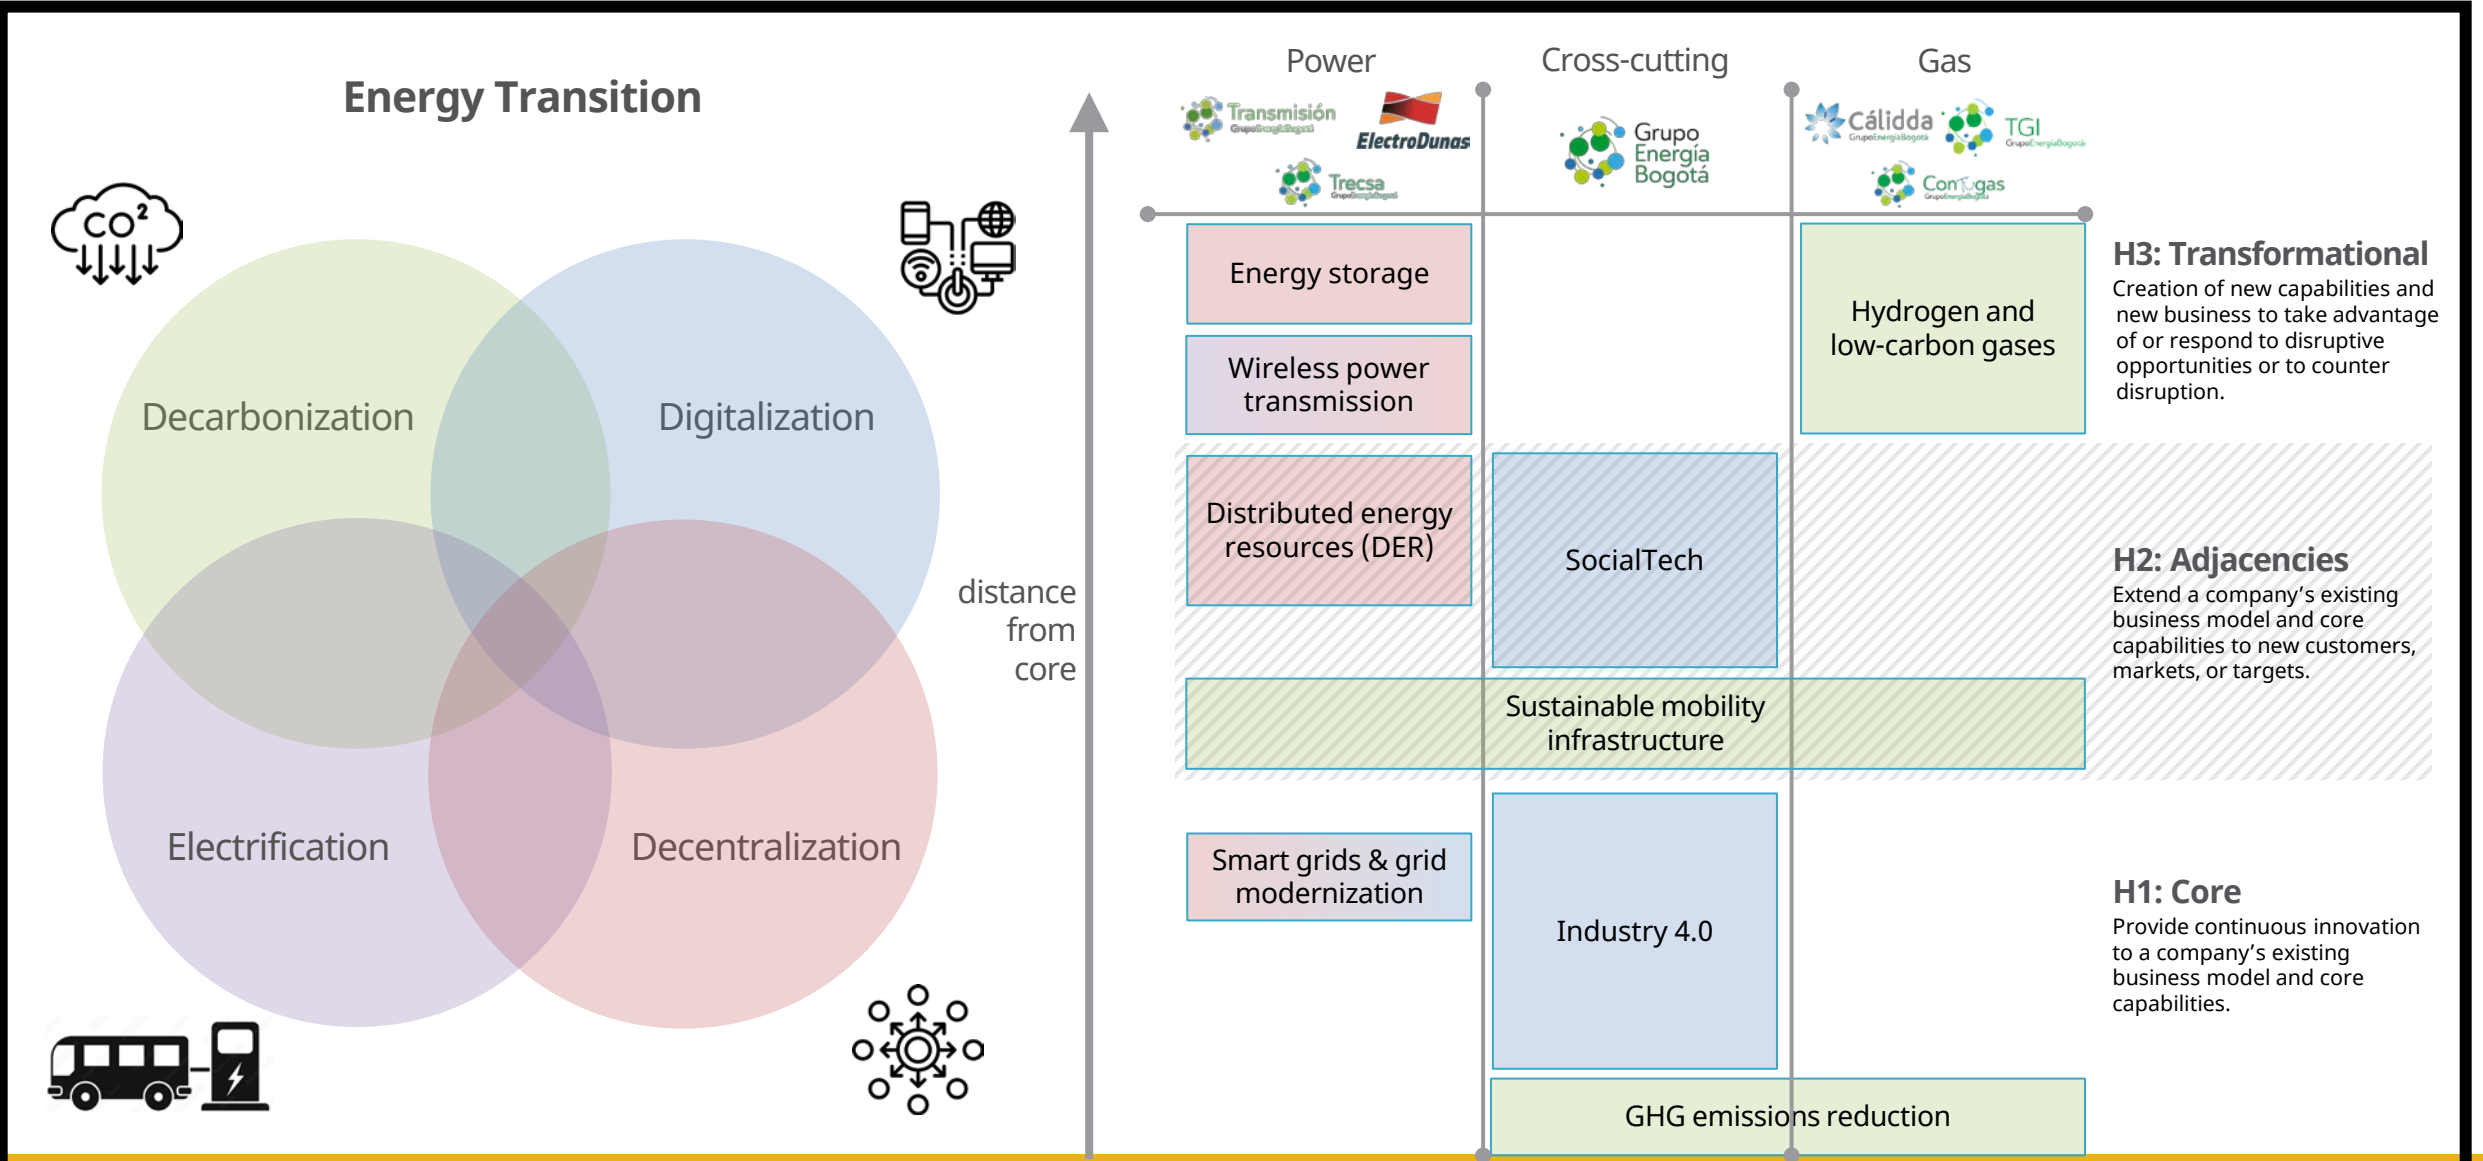 Energy Transition
CO²
Decarbonization
Digitalization
Electrification
Decentralization
distance
from
core
Power
Cross-cutting
Gas
Transmisión
GrupoEnergíaBogotá
ElectroDunas
Trecsa
GrupoEnergíaBogotá
Grupo
Energía
Bogotá
Cálidda
GrupoEnergíaBogotá
TGI
GrupoEnergíaBogotá
ConTugas
GrupoEnergíaBogotá
Energy storage
Wireless power
transmission
Hydrogen and
low-carbon gases
H3: Transformational
Creation of new capabilities and
new business to take advantage
of or respond to disruptive
opportunities or to counter
disruption.
Distributed energy
resources (DER)
SocialTech
Sustainable mobility
infrastructure
H2: Adjacencies
Extend a company’s existing
business model and core
capabilities to new customers,
markets, or targets.
Smart grids & grid
modernization
Industry 4.0
GHG emissions reduction
H1: Core
Provide continuous innovation
to a company’s existing
business model and core
capabilities.